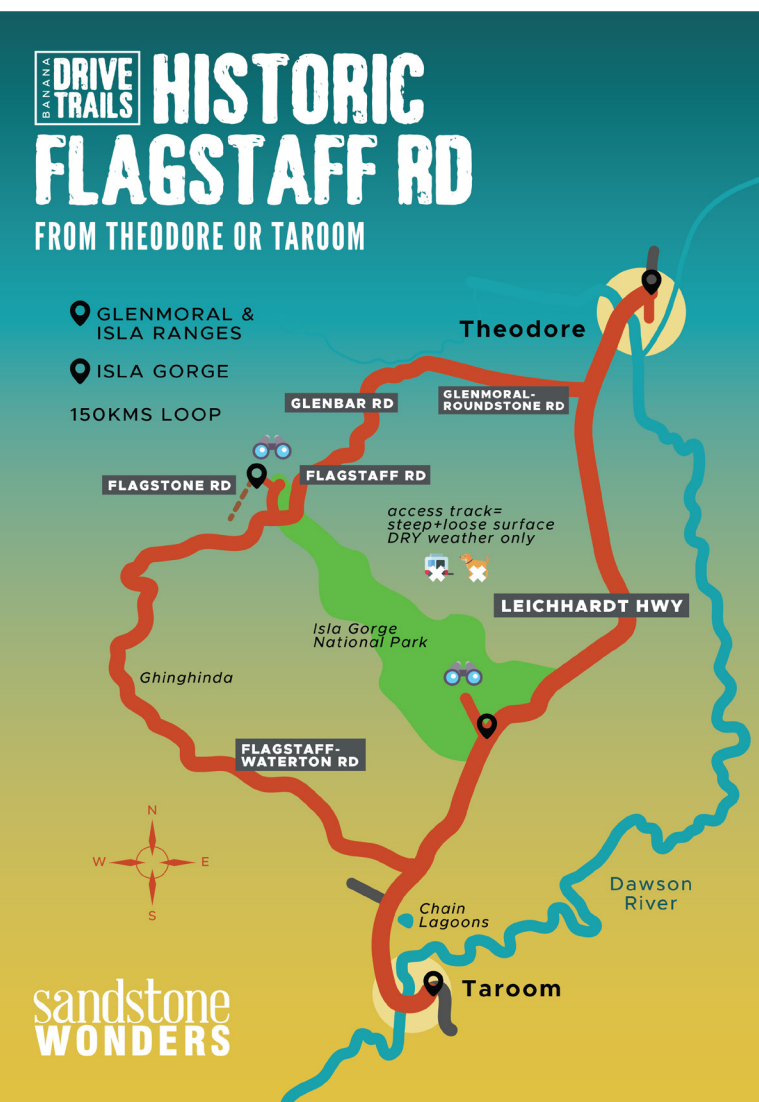 BANANA
DRIVE
TRAILS
HISTORIC
FLAGSTAFF RD
FROM THEODORE OR TAROOM
GLENMORAL &
ISLA RANGES
ISLA GORGE
150KMS LOOP
Theodore
GLENBAR RD
GLENMORAL-
ROUNDSTONE RD
FLAGSTONE RD
FLAGSTAFF RD
access track=
steep+loose surface
DRY weather only
LEICHHARDT HWY
Isla Gorge
National Park
Ghinghinda
FLAGSTAFF-
WATERTON RD
N
W
E
S
Dawson
River
Chain
Lagoons
Taroom
sandstone
WONDERS